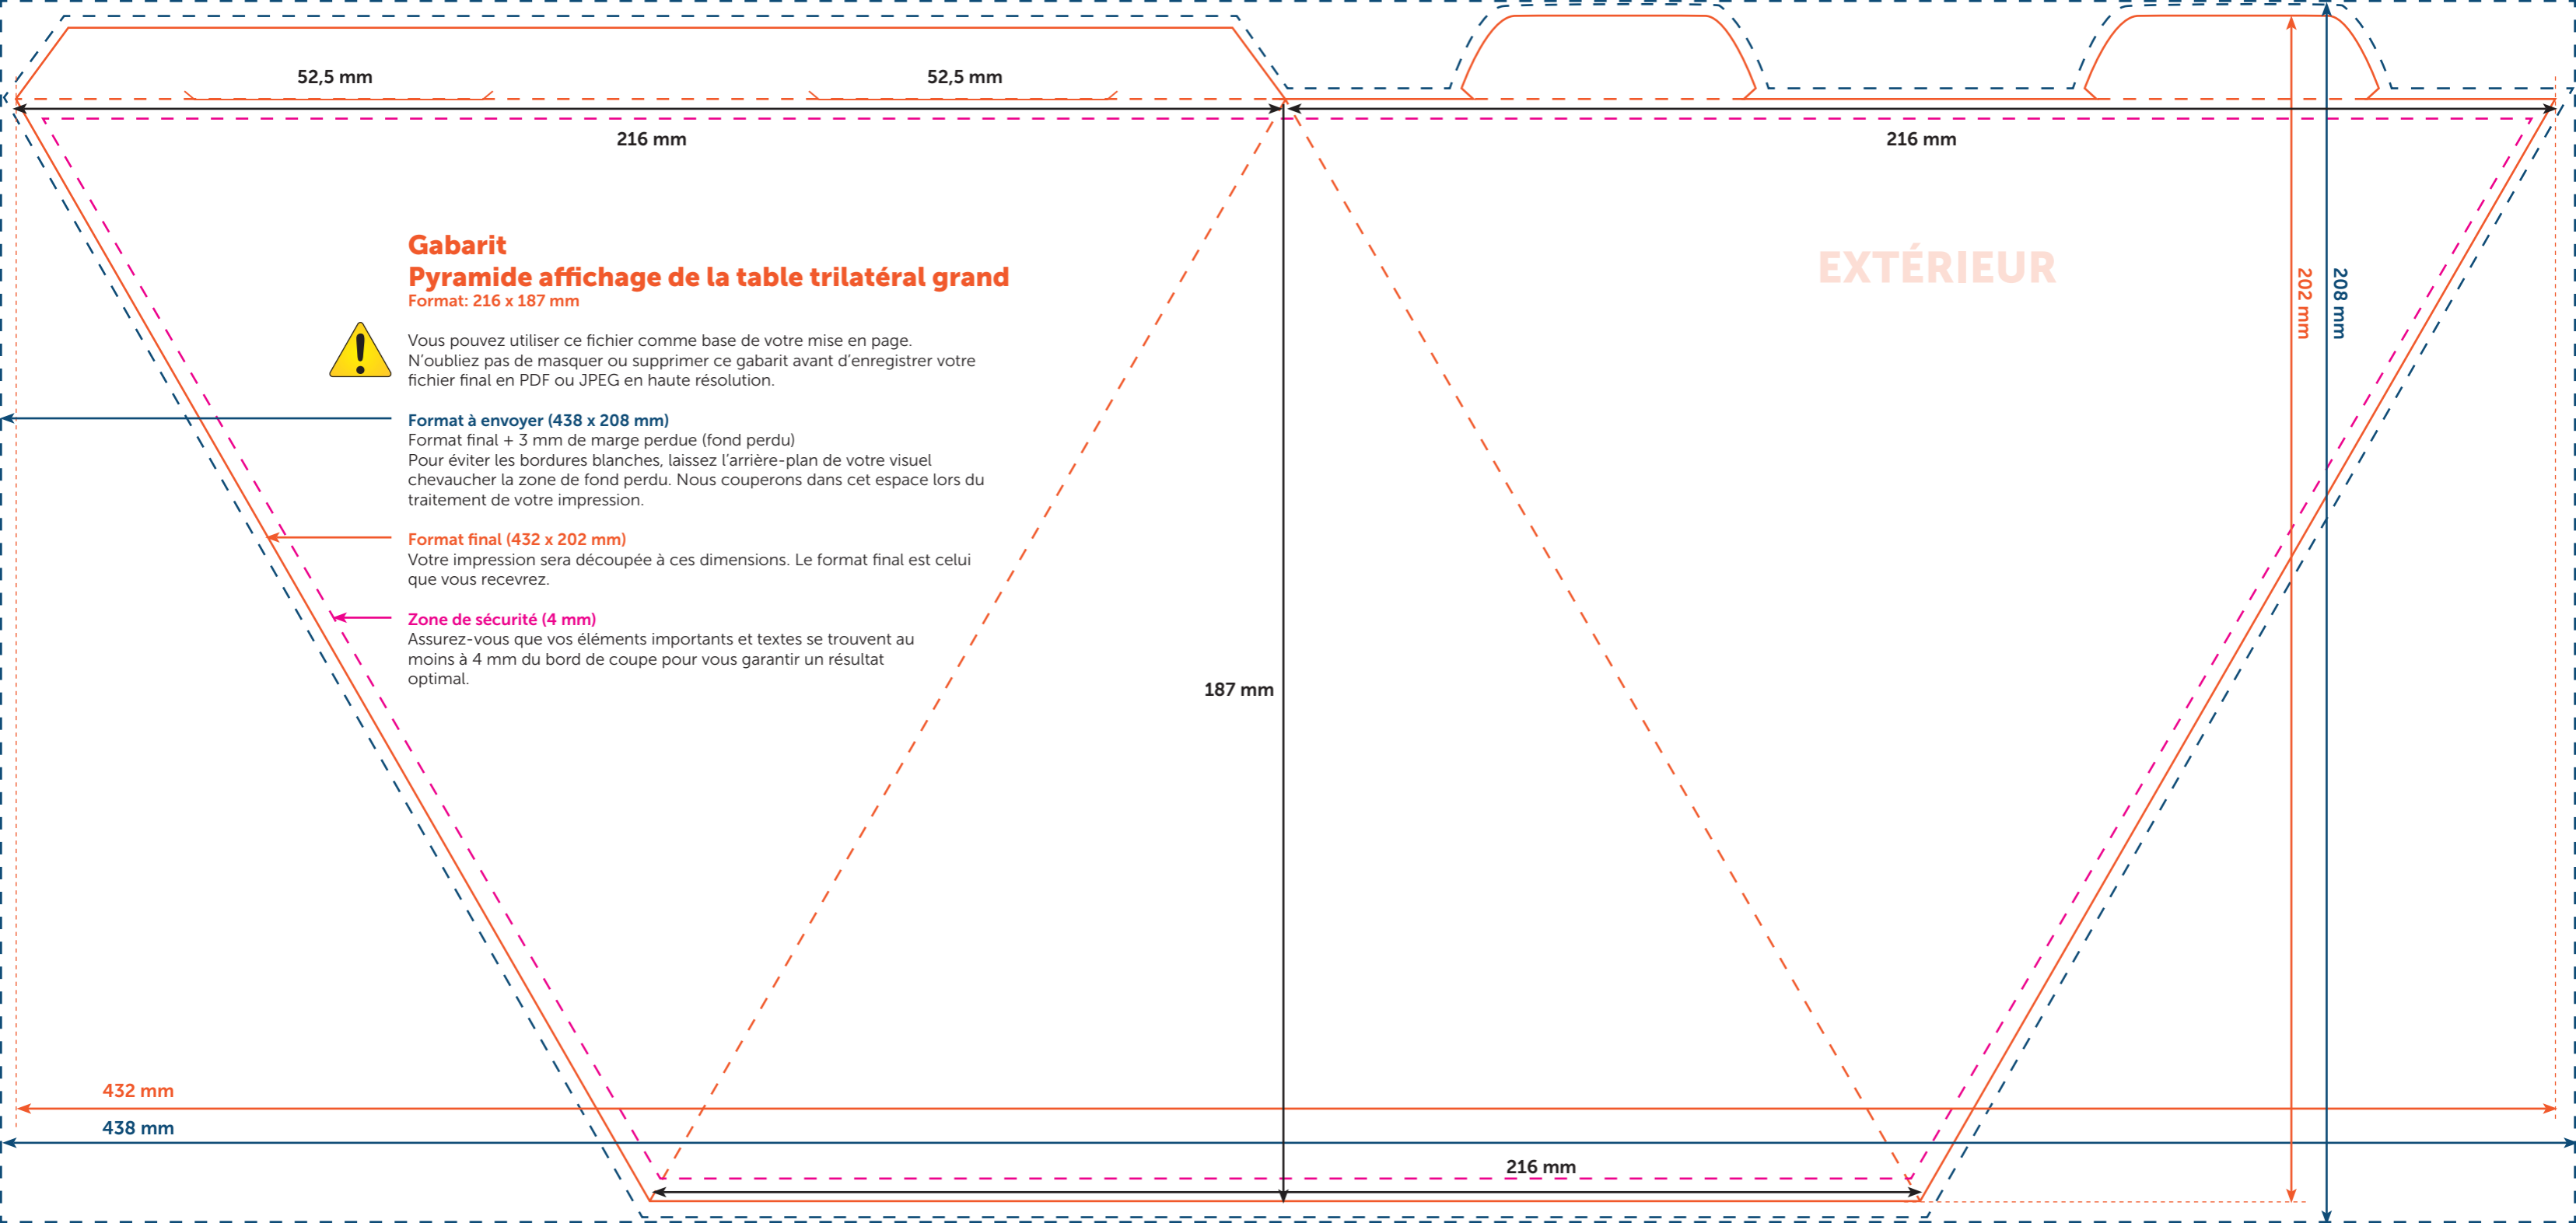 52,5 mm
52,5 mm
216 mm
216 mm
Gabarit
Pyramide affichage de la table trilatéral grand
Format: 216 x 187 mm
EXTÉRIEUR
202 mm
208 mm
Vous pouvez utiliser ce fichier comme base de votre mise en page.
N'oubliez pas de masquer ou supprimer ce gabarit avant d'enregistrer votre
fichier final en PDF ou JPEG en haute résolution.
Format à envoyer (438 x 208 mm)
Format final + 3 mm de marge perdue (fond perdu)
Pour éviter les bordures blanches, laissez l'arrière-plan de votre visuel
chevaucher la zone de fond perdu. Nous couperons dans cet espace lors du
traitement de votre impression.
Format final (432 x 202 mm)
Votre impression sera découpée à ces dimensions. Le format final est celui
que vous recevrez.
Zone de sécurité (4 mm)
Assurez-vous que vos éléments importants et textes se trouvent au
moins à 4 mm du bord de coupe pour vous garantir un résultat
optimal.
187 mm
432 mm
438 mm
216 mm